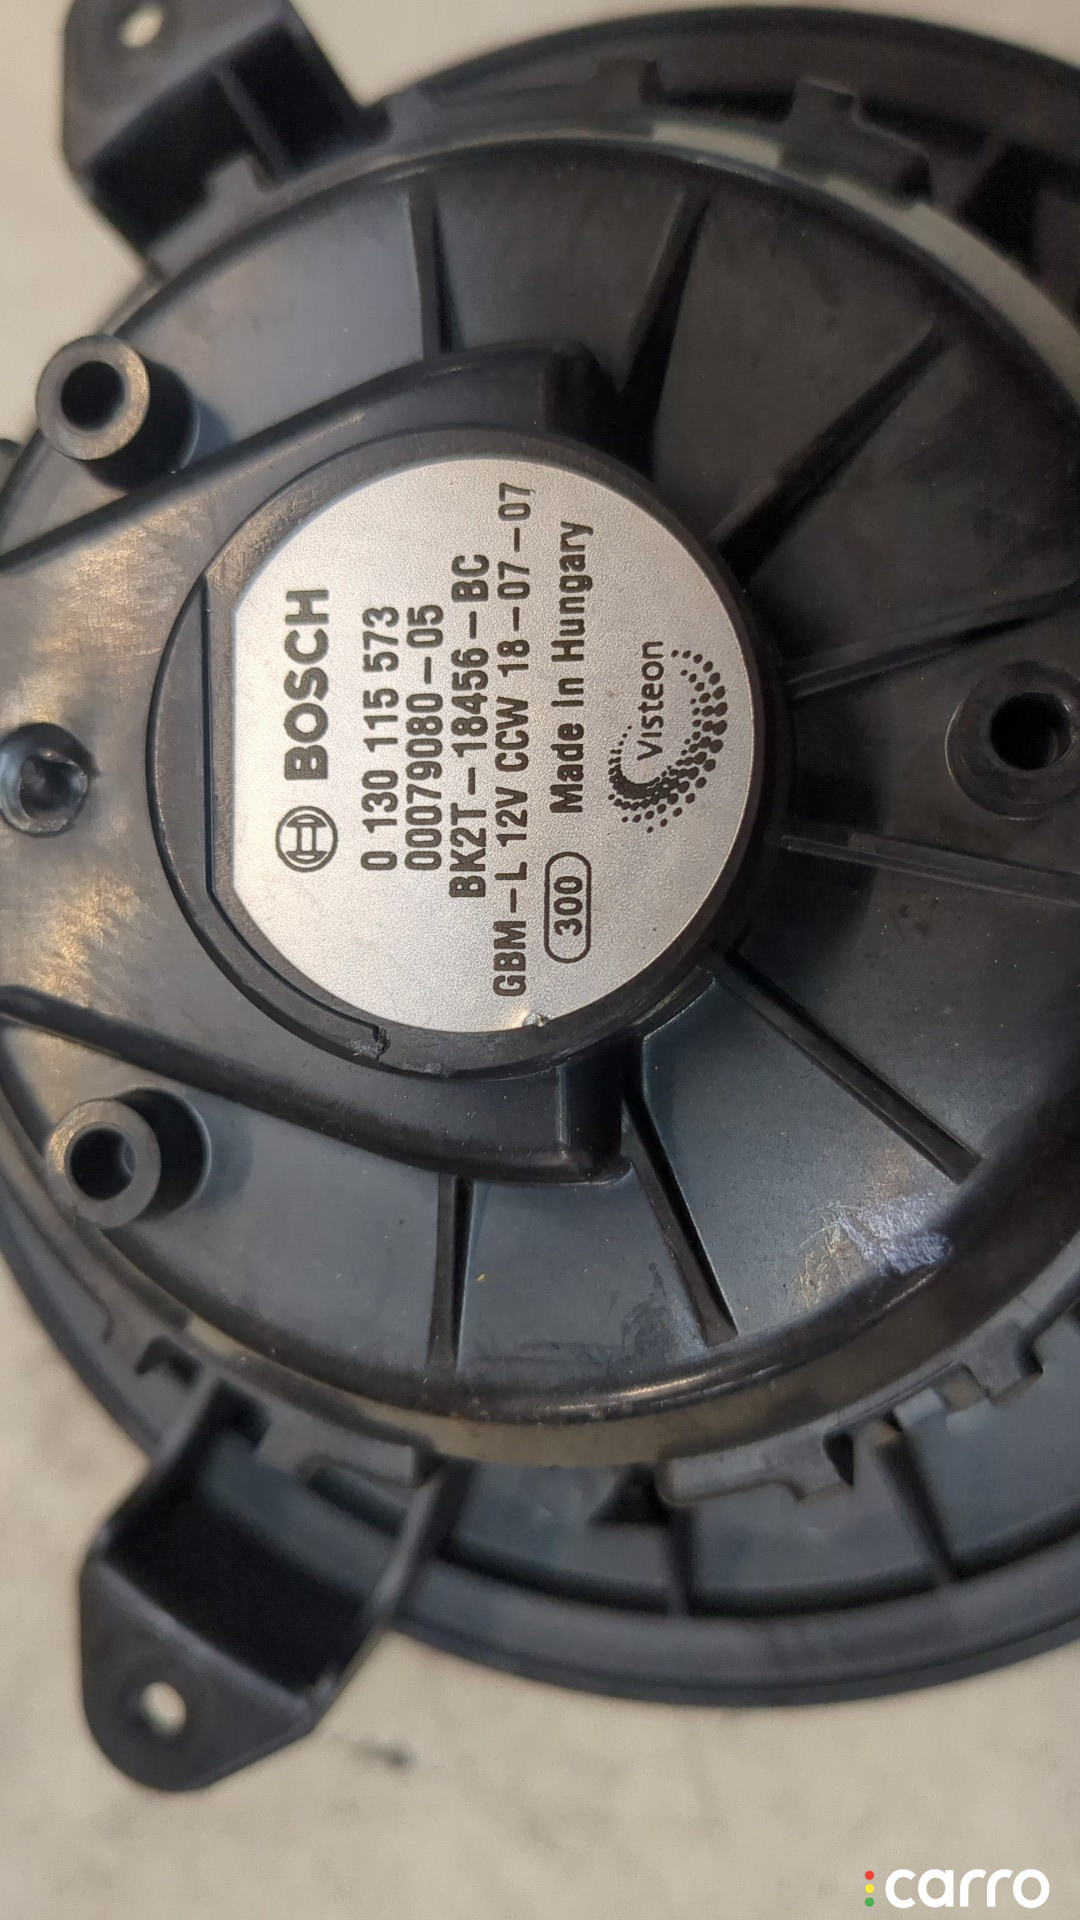 BOSCH
0 130 115 573
00079080-05
BK2T-18456-BC
GBM-L 12V CCW 18-07-07
300 Made In Hungary
Visteon
carro